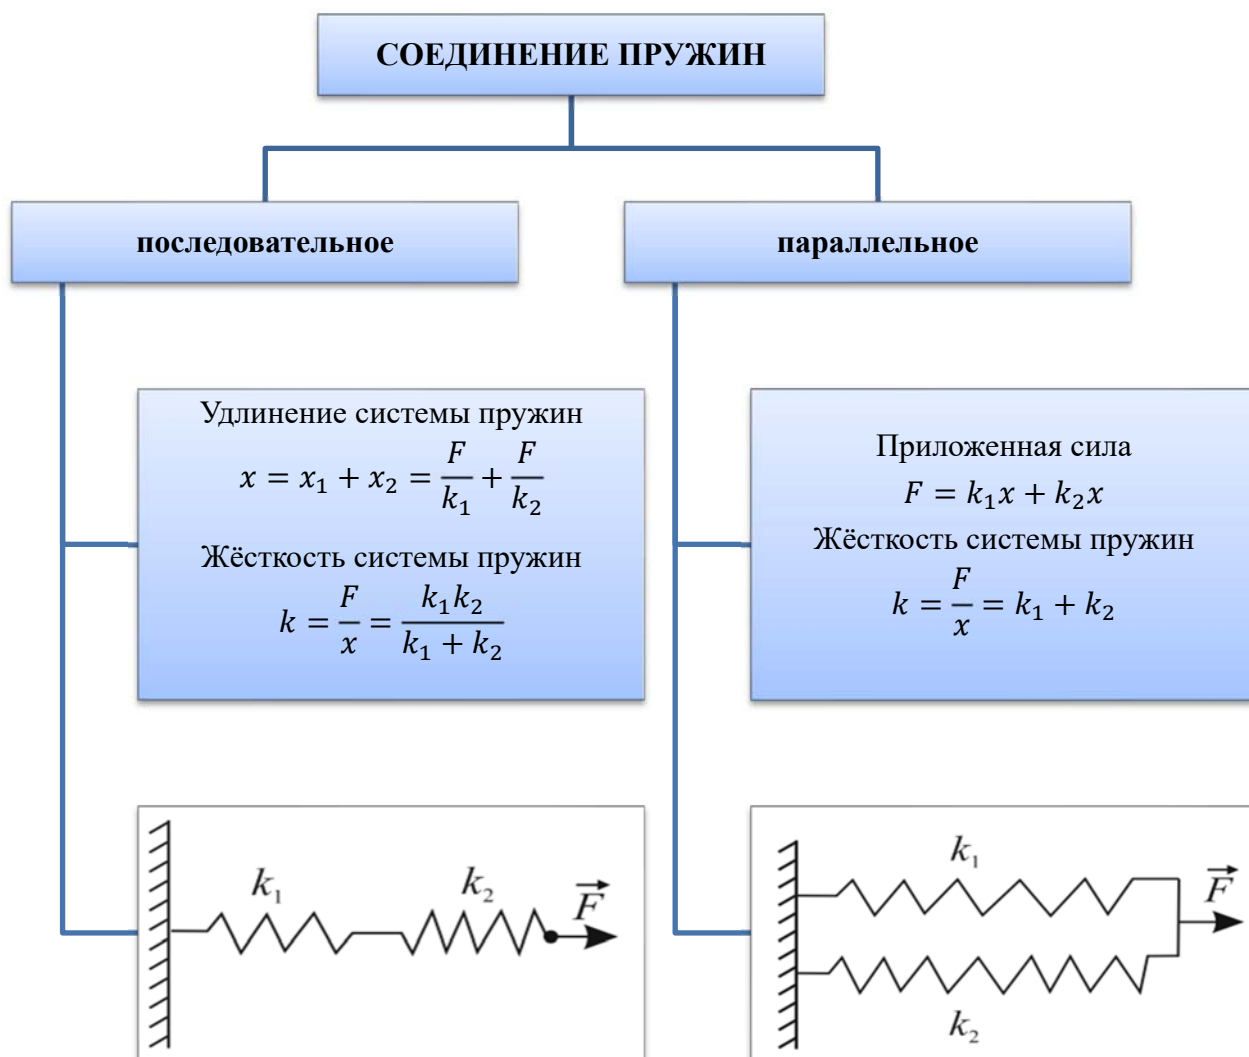 СОЕДИНЕНИЕ ПРУЖИН
последовательное
Удлинение системы пружин
x = x₁ + x₂ = F/k₁ + F/k₂
Жёсткость системы пружин
k = F/x = k₁k₂/(k₁ + k₂)
k₁ k₂ F⃗
параллельное
Приложенная сила
F = k₁x + k₂x
Жёсткость системы пружин
k = F/x = k₁ + k₂
k₁
F⃗
k₂